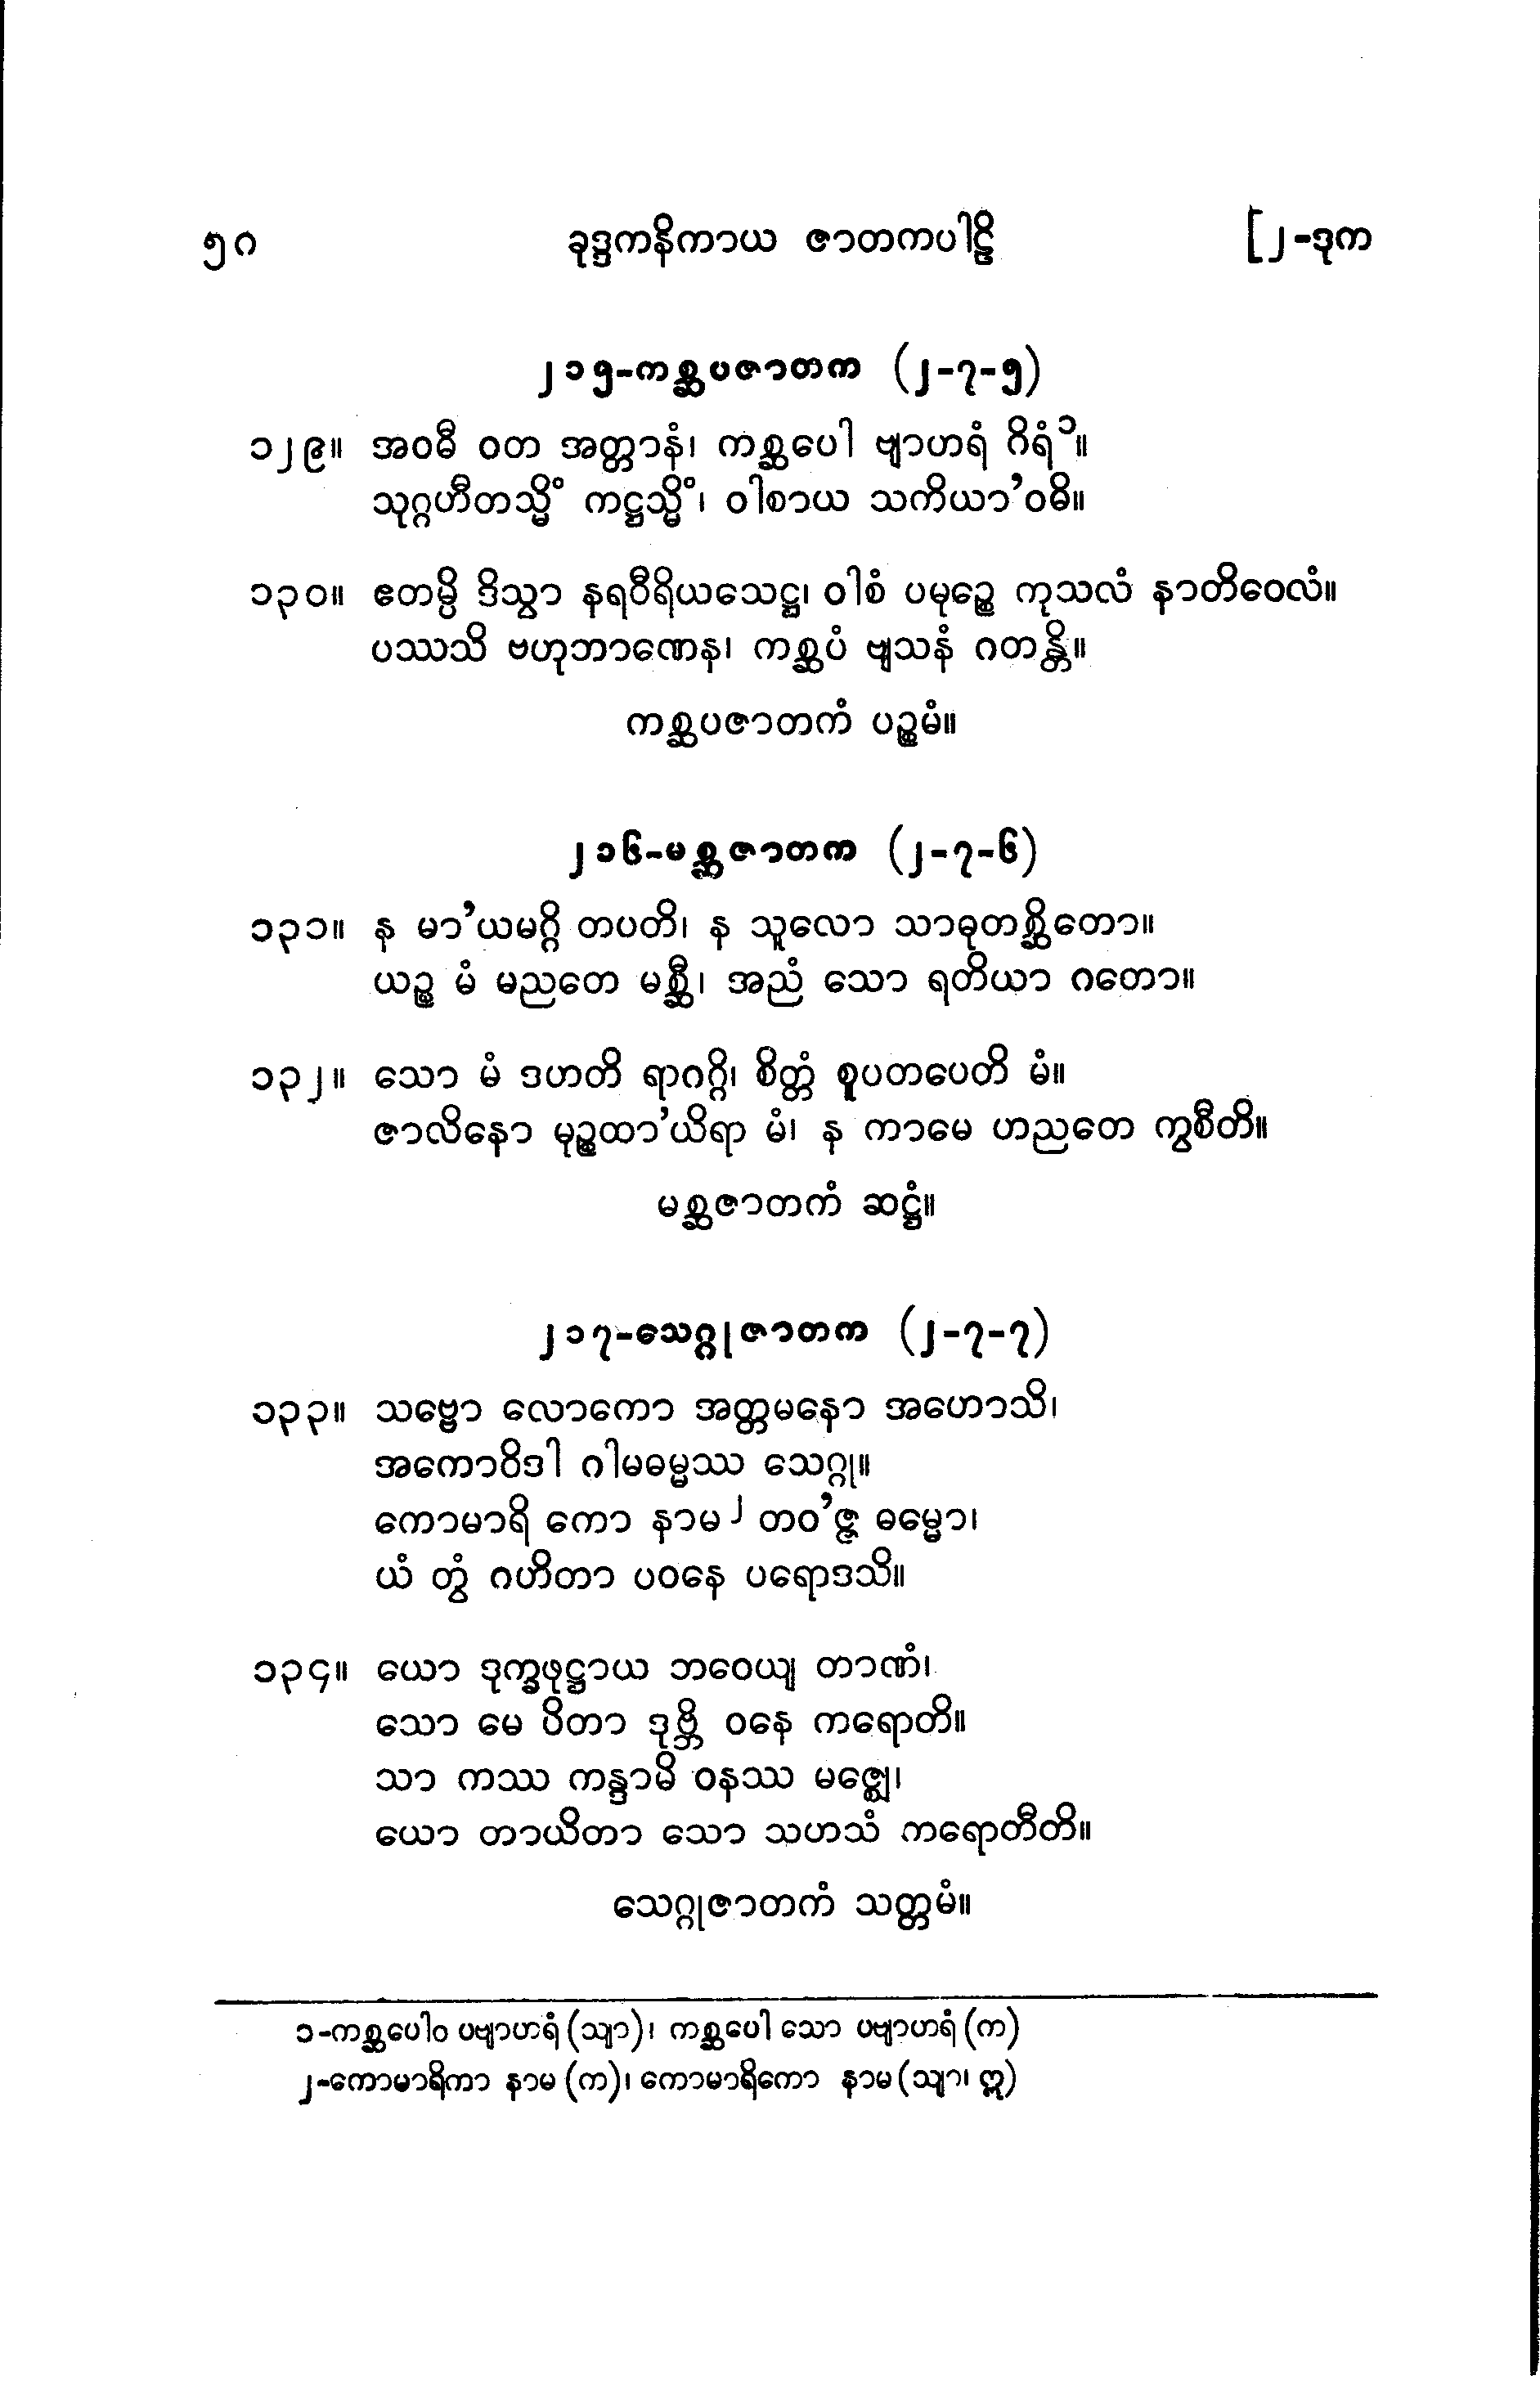 ၅၈ ခုဒ္ဒကနိကာယ ဇာတကပါဠိ [၂-ဒုက
၂၁၅-ကစ္ဆပဇာတက (၂-၇-၅)
၁၂၉။ အဝဓီ ဝတ အတ္တာနံ၊ ကစ္ဆပေါ ဗျာဟရံ ဂိရံ၁။
သုဂ္ဂဟီတသ္မိံ ကဋ္ဌသ္မိံ၊ ဝါစာယ သကိယာ’ဝဓိ။
၁၃၀။ ဧတမ္ပိ ဒိသွာ နရဝီရိယသေဋ္ဌ၊ ဝါစံ ပမုဉ္စေ ကုသလံ နာတိဝေလံ။
ပဿသိ ဗဟုဘာဏေန၊ ကစ္ဆပံ ဗျသနံ ဂတန္တိ။
ကစ္ဆပဇာတကံ ပဉ္စမံ။
၂၁၆-မစ္ဆဇာတက (၂-၇-၆)
၁၃၁။ န မာ’ယမဂ္ဂိ တပတိ၊ န သူလော သာဓုတစ္ဆိတော။
ယဉ္စ မံ မညတေ မစ္ဆီ၊ အညံ သော ရတိယာ ဂတော။
၁၃၂။ သော မံ ဒဟတိ ရာဂဂ္ဂိ၊ စိတ္တံ စူပတပေတိ မံ။
ဇာလိနော မုဉ္စထာ’ယိရာ မံ၊ န ကာမေ ဟညတေ ကွစီတိ။
မစ္ဆဇာတကံ ဆဋ္ဌံ။
၂၁၇-သေဂ္ဂုဇာတက (၂-၇-၇)
၁၃၃။ သဗ္ဗော လောကော အတ္တမနော အဟောသိ၊
အကောဝိဒါ ဂါမဓမ္မဿ သေဂ္ဂု။
ကောမာရိ ကော နာမ၂ တဝ’ဇ္ဇ ဓမ္မော၊
ယံ တွံ ဂဟိတာ ပဝနေ ပရောဒသိ။
၁၃၄။ ယော ဒုက္ခဖုဋ္ဌာယ ဘဝေယျ တာဏံ၊
သော မေ ပိတာ ဒုဗ္ဘိ ဝနေ ကရောတိ။
သာ ကဿ ကန္ဒာမိ ဝနဿ မဇ္ဈေ၊
ယော တာယိတာ သော သဟသံ ကရောတီတိ။
သေဂ္ဂုဇာတကံ သတ္တမံ။
၁-ကစ္ဆပေါဝ ပဗျာဟရံ (သျာ)၊ ကစ္ဆပေါ သော ပဗျာဟရံ (က)
၂-ကောမာရိကာ နာမ (က)၊ ကောမာရိကော နာမ (သျာ၊ ဣ)